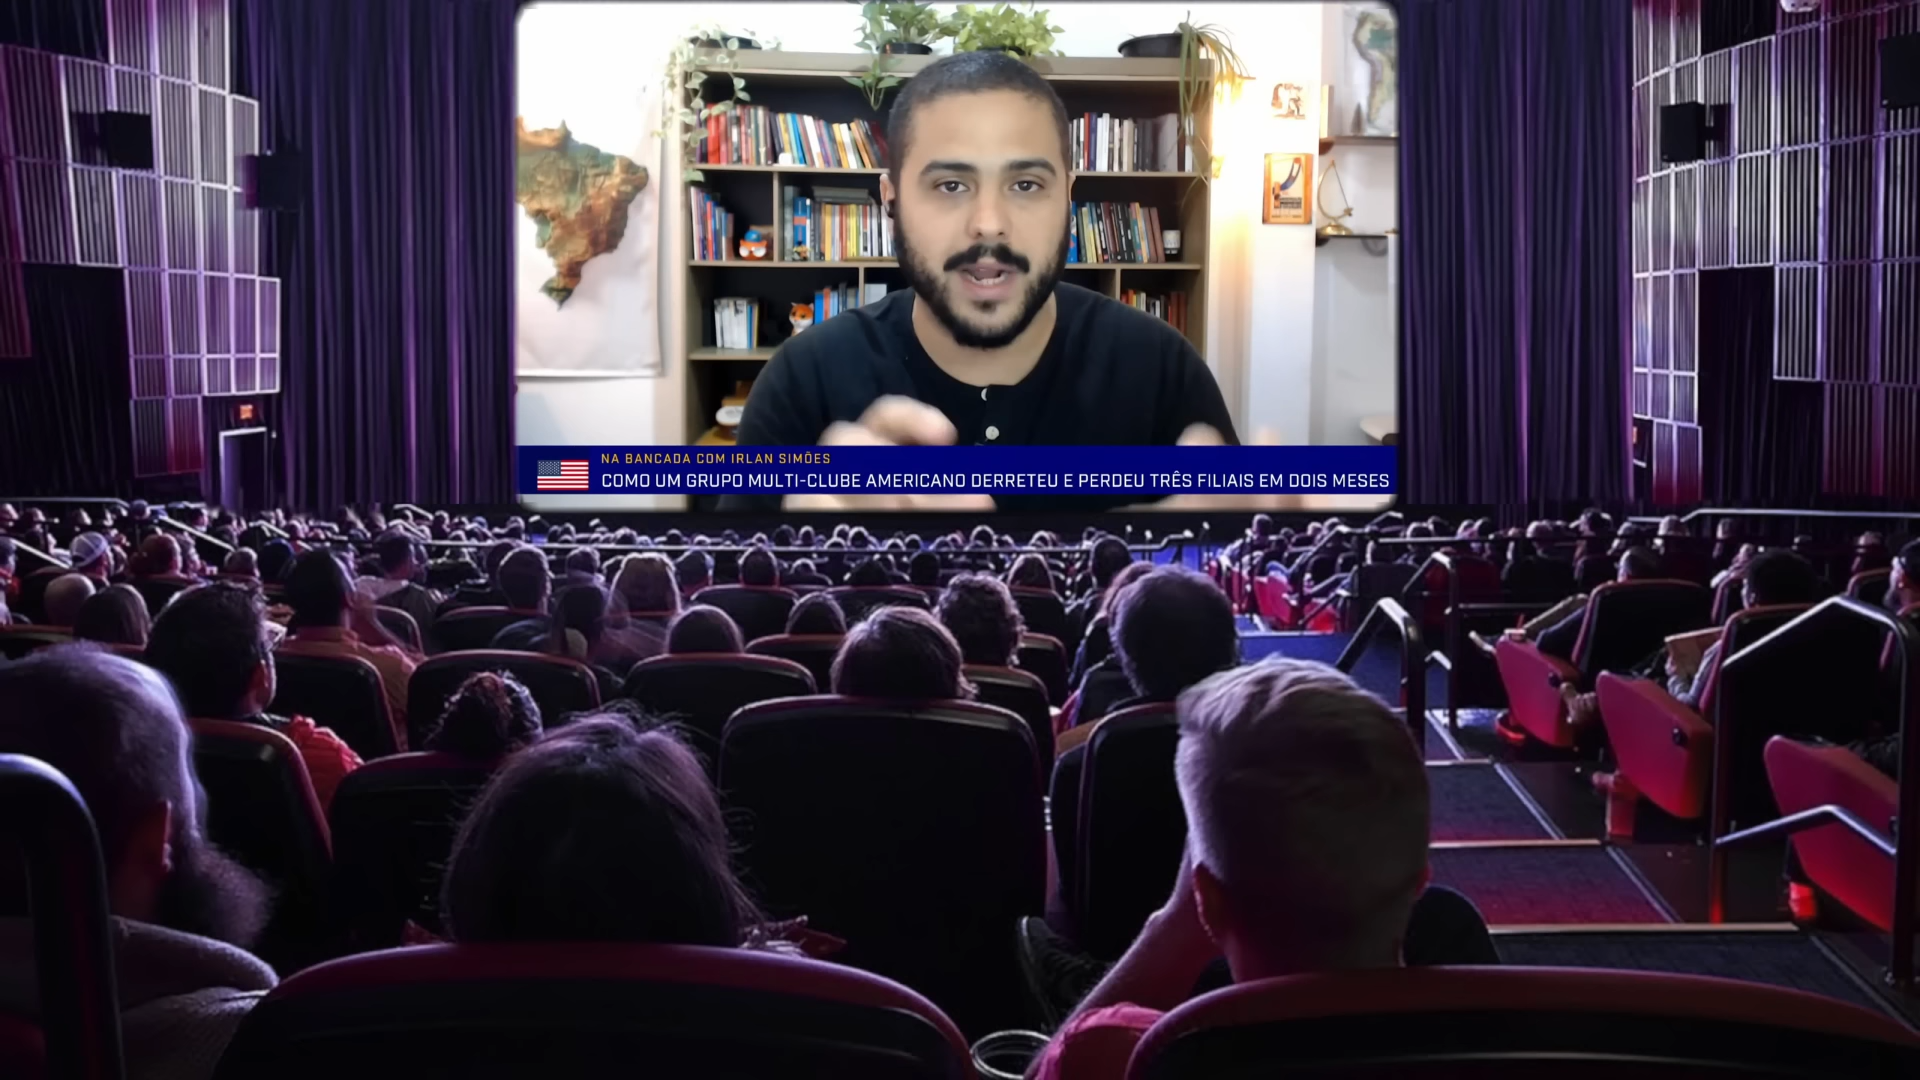 NA BANCADA COM IRLAN SIMÕES
COMO UM GRUPO MULTI-CLUBE AMERICANO DERRETEU E PERDEU TRÊS FILIAIS EM DOIS MESES